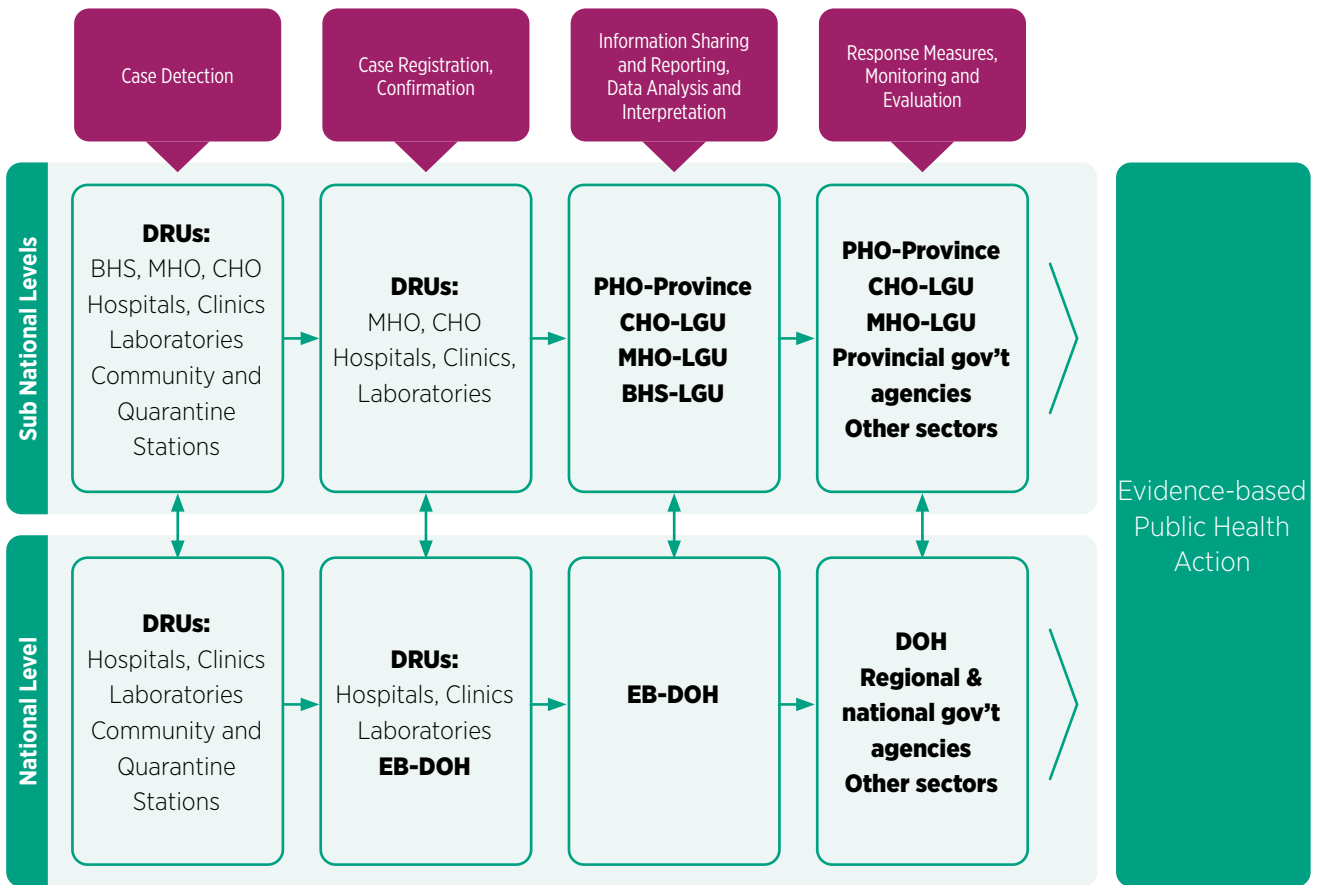 Case Detection
Case Registration,
Confirmation
Information Sharing
and Reporting,
Data Analysis and
Interpretation
Response Measures,
Monitoring and
Evaluation
Sub National Levels
DRUs:
BHS, MHO, CHO
Hospitals, Clinics
Laboratories
Community and
Quarantine
Stations
DRUs:
MHO, CHO
Hospitals, Clinics,
Laboratories
PHO-Province
CHO-LGU
MHO-LGU
BHS-LGU
PHO-Province
CHO-LGU
MHO-LGU
Provincial gov’t
agencies
Other sectors
National Level
DRUs:
Hospitals, Clinics
Laboratories
Community and
Quarantine
Stations
DRUs:
Hospitals, Clinics
Laboratories
EB-DOH
EB-DOH
DOH
Regional &
national gov’t
agencies
Other sectors
Evidence-based
Public Health
Action